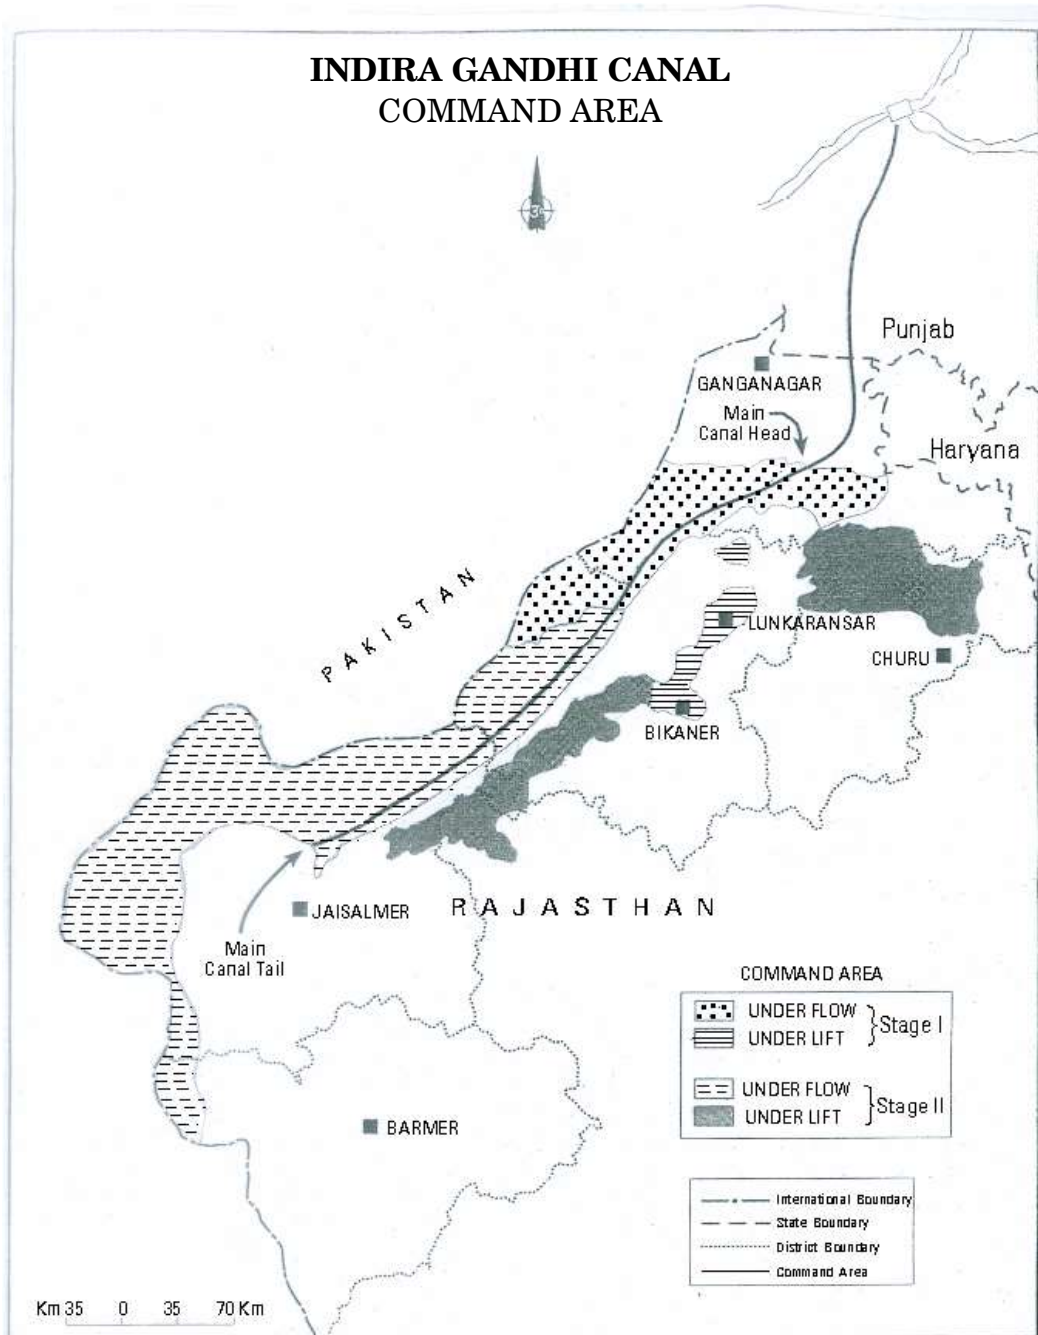 INDIRA GANDHI CANAL
COMMAND AREA
Punjab
GANGANAGAR
Main
Canal Head
Haryana
PAKISTAN
LUNKARANSAR
CHURU
BIKANER
RAJASTHAN
JAISALMER
Main
Canal Tail
COMMAND AREA
UNDER FLOW
UNDER LIFT
Stage I
UNDER FLOW
UNDER LIFT
Stage II
BARMER
International Boundary
State Boundary
District Boundary
Command Area
Km 35 0 35 70 Km